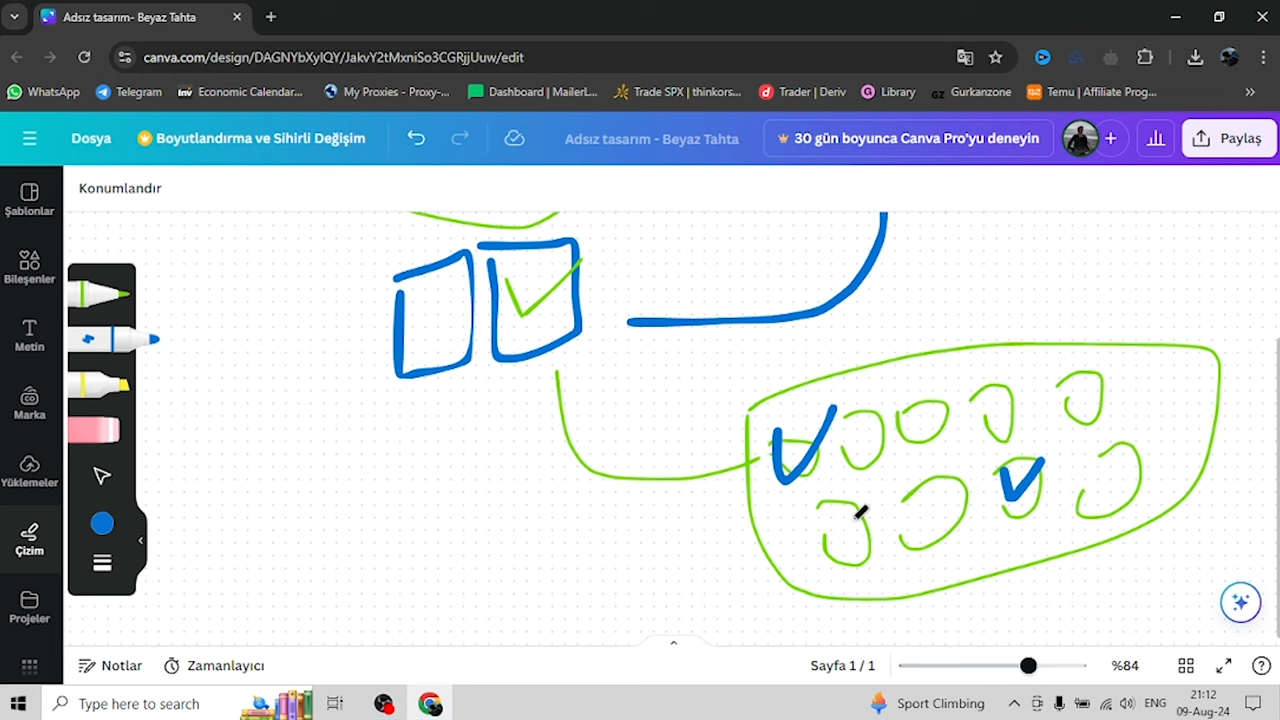 Adsız tasarım- Beyaz Tahta
canva.com/design/DAGNYbXylQY/JakvY2tMxniSo3CGRjjUuw/edit
WhatsApp
Telegram
Economic Calendar...
My Proxies - Proxy-...
Dashboard | MailerL...
Trade SPX | thinkors...
Trader | Deriv
Library
Gurkanzone
Temu | Affiliate Prog...
Dosya
Boyutlandırma ve Sihirli Değişim
Adsız tasarım - Beyaz Tahta
30 gün boyunca Canva Pro'yu deneyin
Paylaş
Konumlandır
Şablonlar
Bileşenler
Metin
Marka
Yüklemeler
Çizim
Projeler
Notlar
Zamanlayıcı
Sayfa 1 / 1
%84
Type here to search
Sport Climbing
ENG
21:12
09-Aug-24